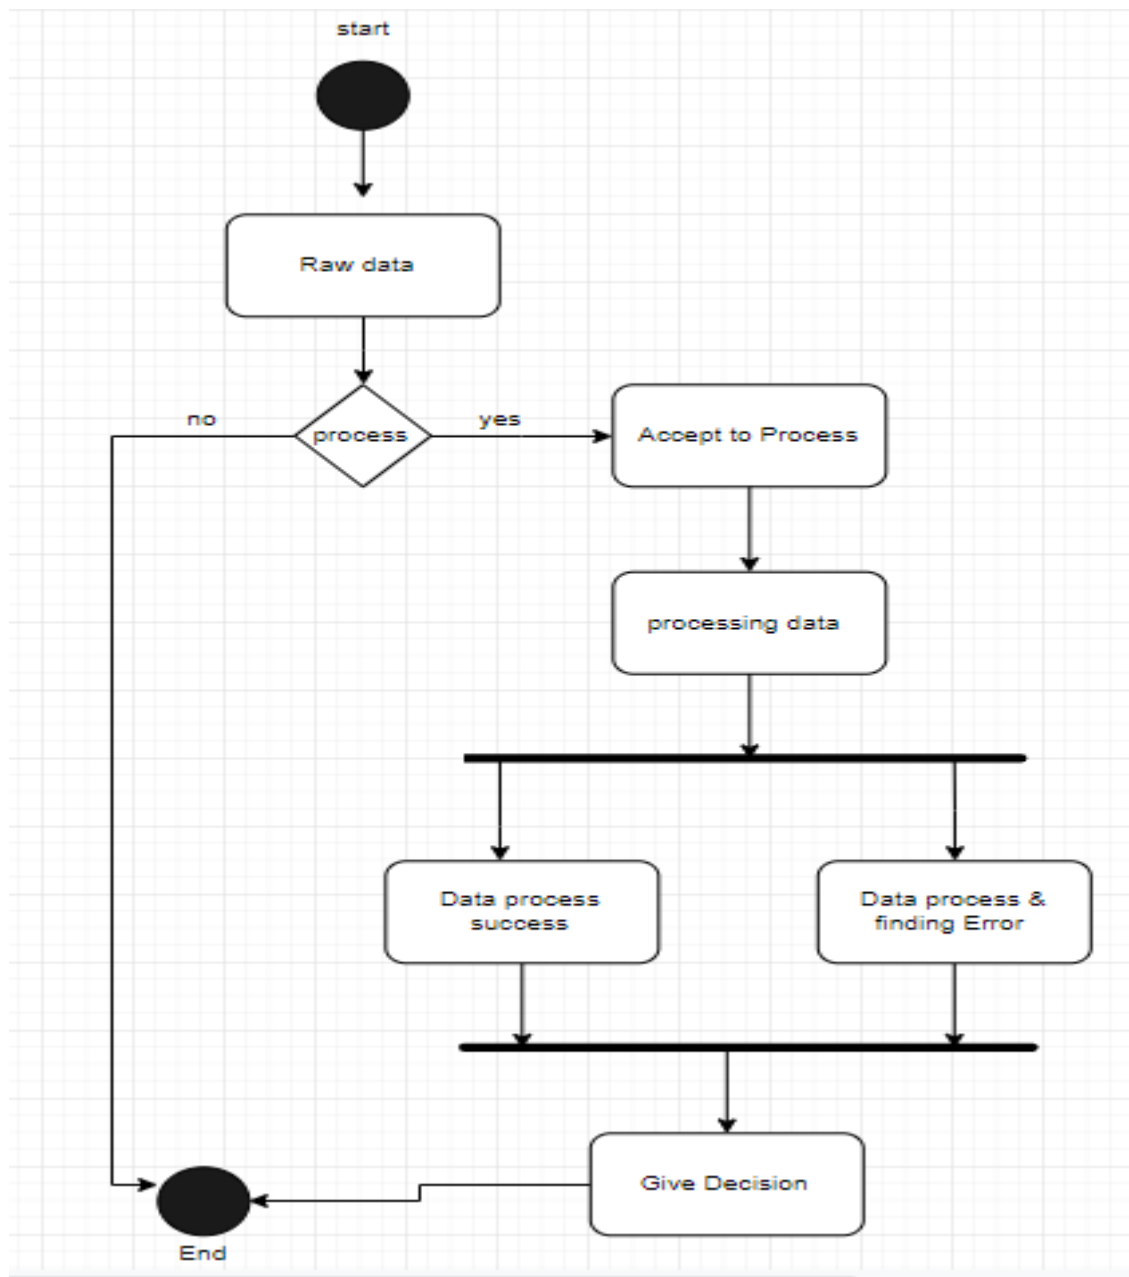 start
Raw data
no
process
yes
Accept to Process
processing data
Data process
success
Data process &
finding Error
Give Decision
End